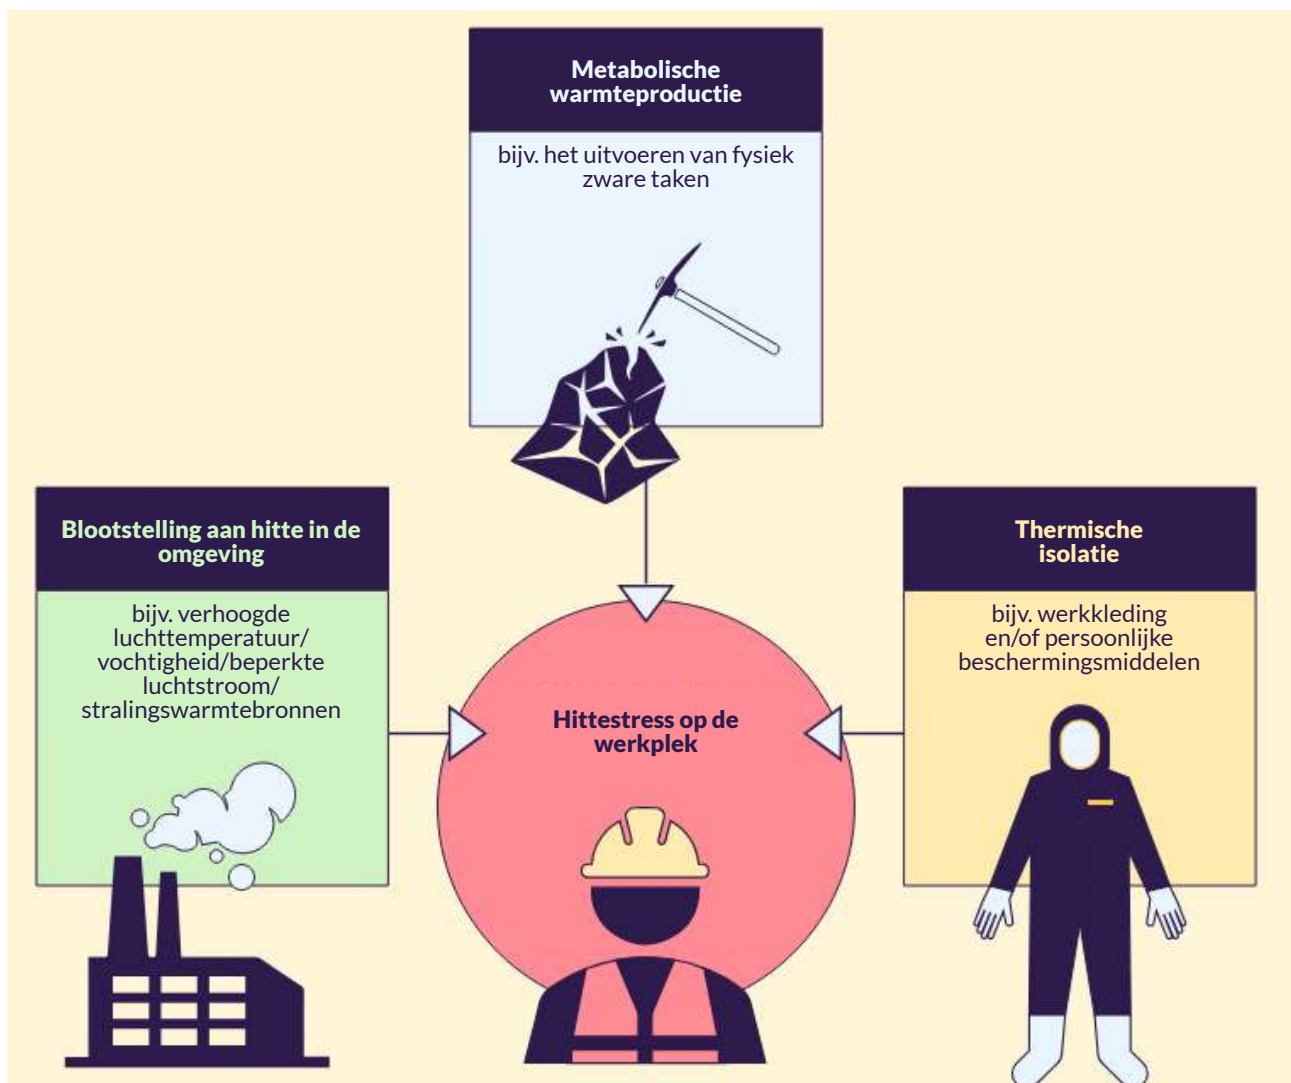 Metabolische
warmteproductie
bijv. het uitvoeren van fysiek
zware taken
Blootstelling aan hitte in de
omgeving
bijv. verhoogde
luchttemperatuur/
vochtigheid/beperkte
luchtstroom/
stralingswarmtebronnen
Thermische
isolatie
bijv. werkkleding
en/of persoonlijke
beschermingsmiddelen
Hittestress op de
werkplek